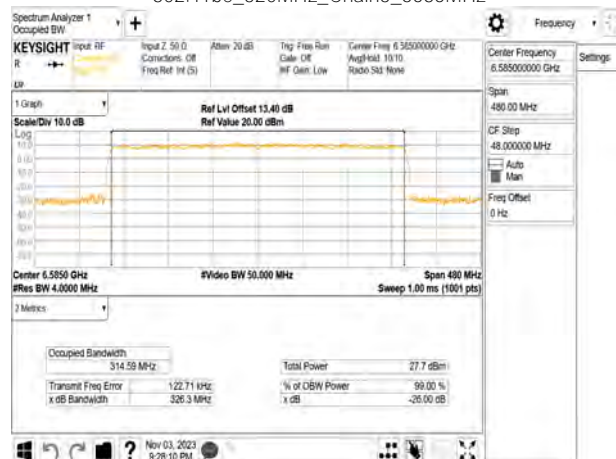 Spectrum Analyzer 1
Occupied BW
+
Frequency
KEYSIGHT Input: RF
Input Z: 50 Ω
Corrections: Off
Freq Ref: Int (S)
Atten: 20 dB
Trig: Free Run
Gate: Off
#IF Gain: Low
Center Freq: 6.585000000 GHz
Avg|Hold: 10/10
Radio Std: None
Center Frequency
6.585000000 GHz
Settings
Span
480.00 MHz
CF Step
48.000000 MHz
Auto
Man
Freq Offset
0 Hz
1 Graph
Scale/Div 10.0 dB
Ref Lvl Offset 13.40 dB
Ref Value 20.00 dBm
Log
Center 6.5850 GHz
#Res BW 4.0000 MHz
#Video BW 50.000 MHz
Span 480 MHz
Sweep 1.00 ms (1001 pts)
2 Metrics
Occupied Bandwidth
314.59 MHz
Total Power 27.7 dBm
Transmit Freq Error 122.71 kHz
% of OBW Power 99.00 %
x dB Bandwidth 326.3 MHz
x dB -26.00 dB
?
Nov 03, 2023
9:28:10 PM